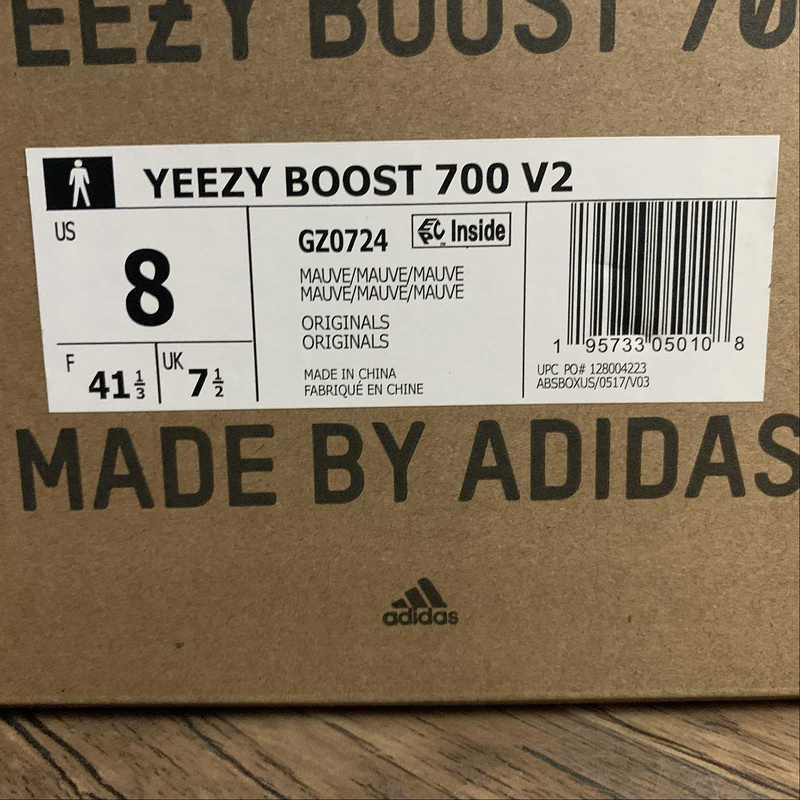 EEZY BOOST 70
YEEZY BOOST 700 V2
US
8
F
41 1/3
UK
7 1/2
GZ0724
EPC Inside
MAUVE/MAUVE/MAUVE
MAUVE/MAUVE/MAUVE
ORIGINALS
ORIGINALS
MADE IN CHINA
FABRIQUÉ EN CHINE
1 95733 05010 8
UPC PO# 128004223
ABSBOXUS/0517/V03
MADE BY ADIDAS
adidas